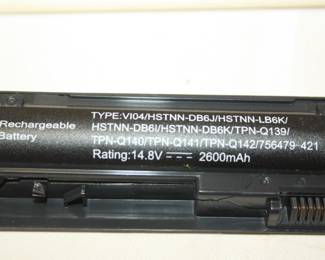 Rechargeable
Battery
TYPE:VI04/HSTNN-DB6J/HSTNN-LB6K/
HSTNN-DB6I/HSTNN-DB6K/TPN-Q139/
TPN-Q140/TPN-Q141/TPN-Q142/756479-421
Rating:14.8V ⎓ 2600mAh